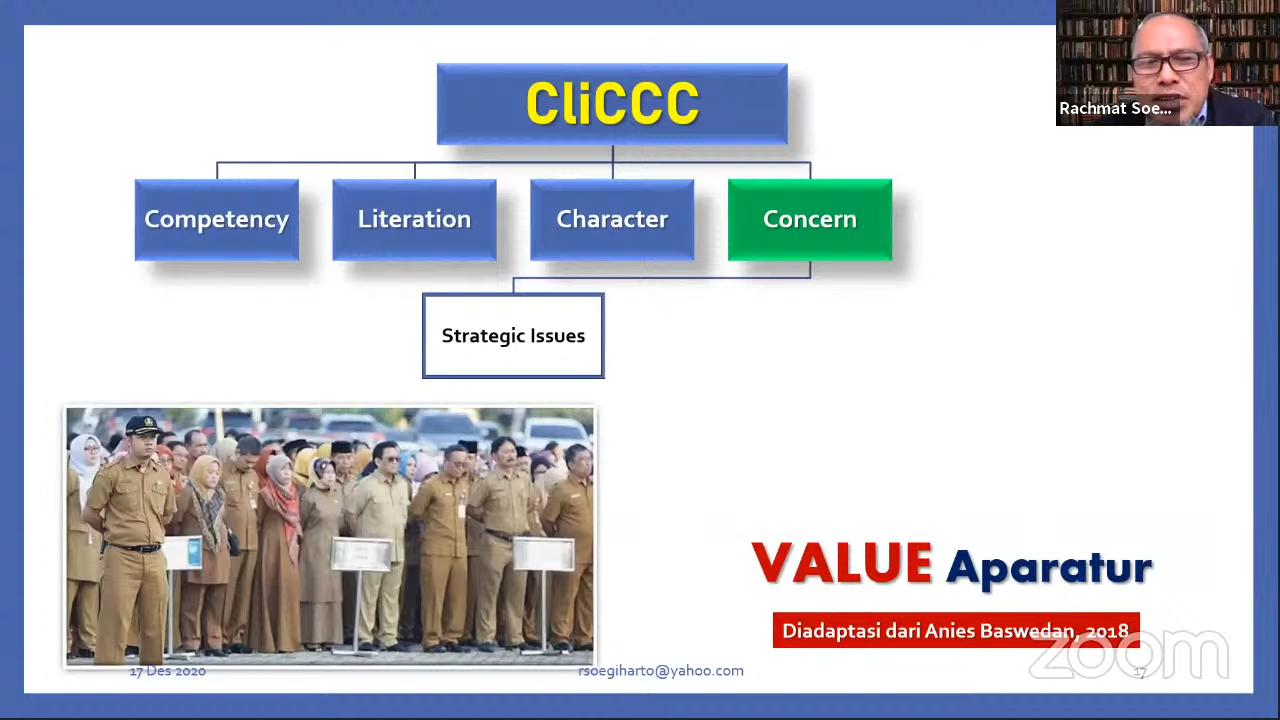 CliCCC
Rachmat Soe...
Competency
Literation
Character
Concern
Strategic Issues
VALUE Aparatur
Diadaptasi dari Anies Baswedan, 2018
zoom
17 Des 2020
rsoegiharto@yahoo.com
17